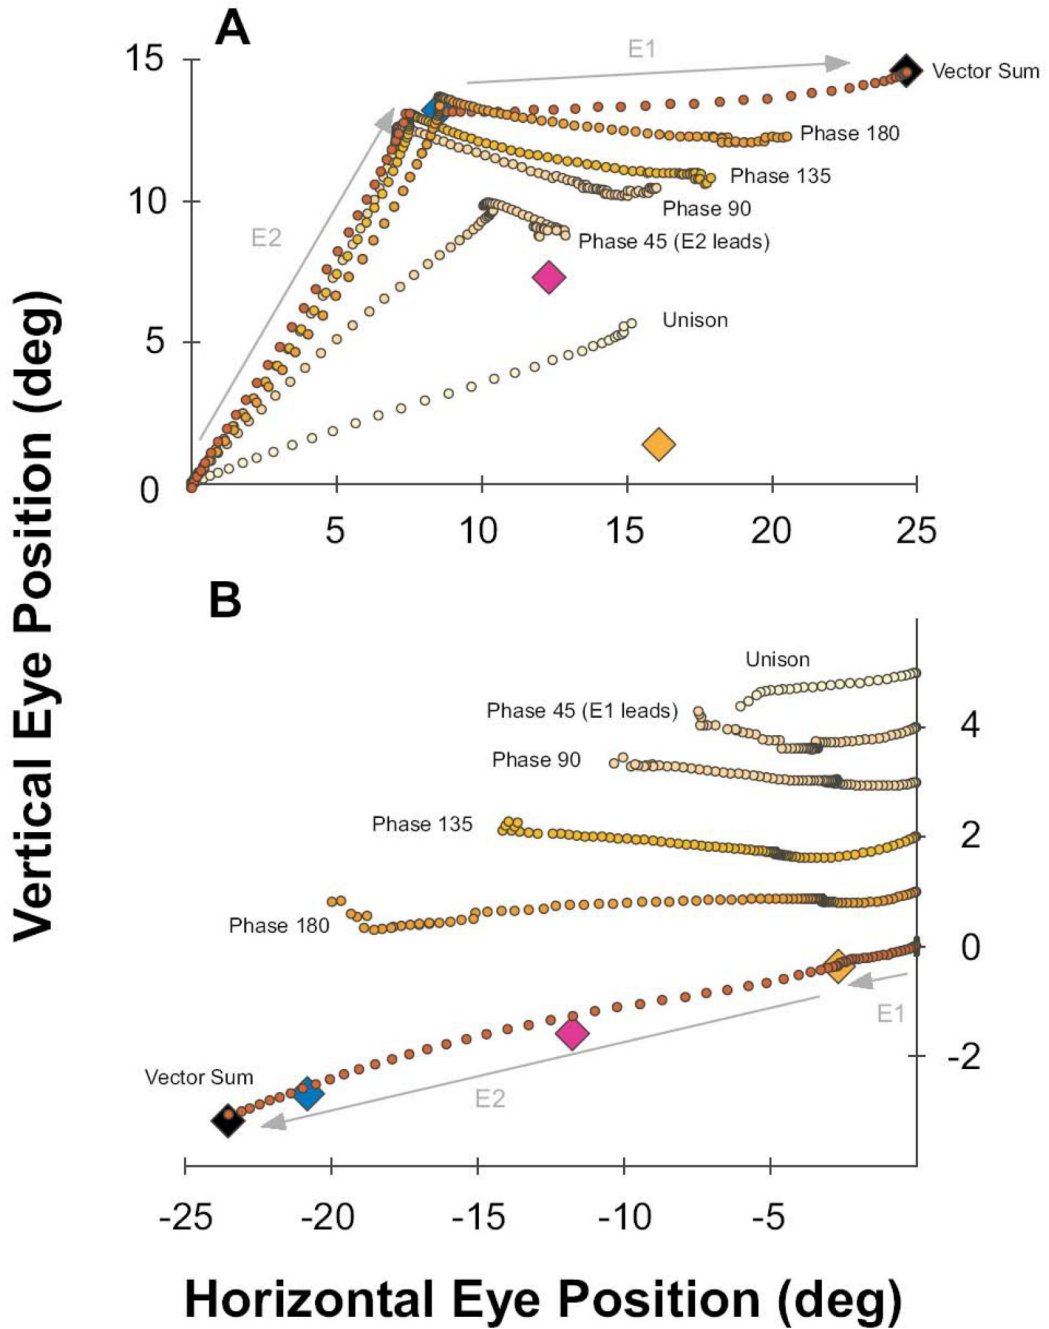 A
15
E1
Vector Sum
Phase 180
Phase 135
10
Phase 90
E2
Phase 45 (E2 leads)
Unison
5
0
5
10
15
20
25
Vertical Eye Position (deg)
B
Unison
Phase 45 (E1 leads)
4
Phase 90
Phase 135
2
Phase 180
0
E1
-2
Vector Sum
E2
-25
-20
-15
-10
-5
Horizontal Eye Position (deg)